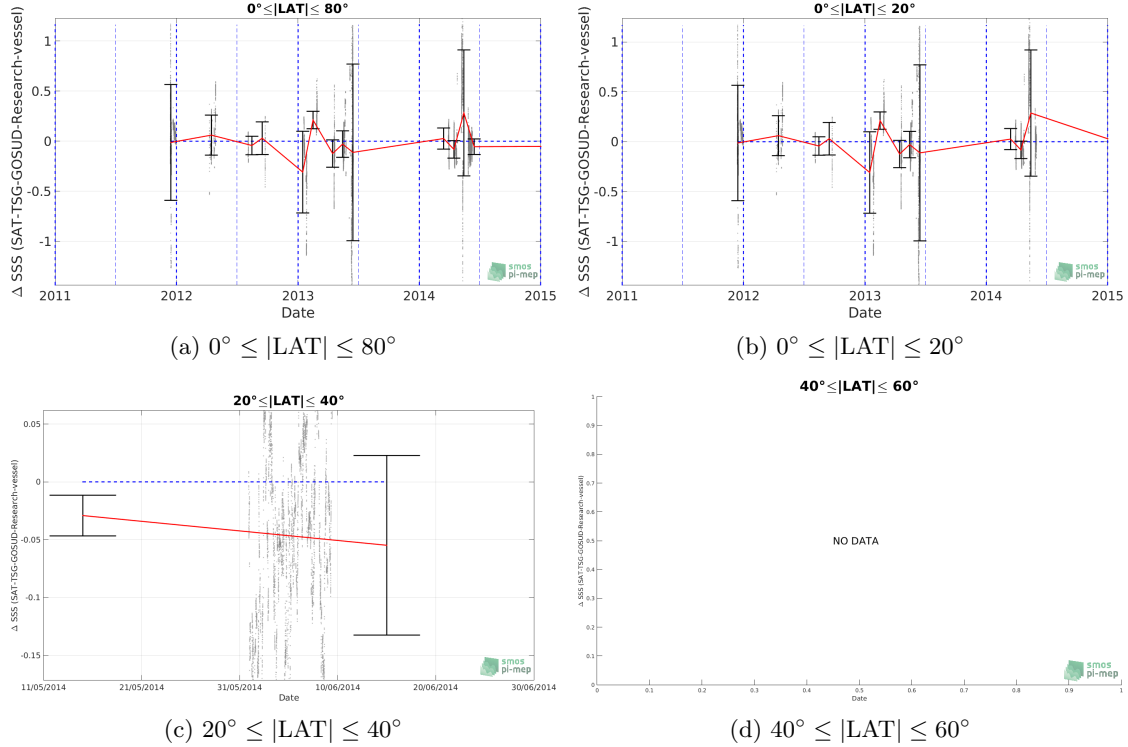 0°≤|LAT|≤ 80°
Δ SSS (SAT-TSG-GOSUD-Research-vessel)
1
0.5
0
-0.5
-1
2011 2012 2013 2014 2015
Date
smos
pi-mep
(a) 0° ≤ |LAT| ≤ 80°
0°≤|LAT|≤ 20°
Δ SSS (SAT-TSG-GOSUD-Research-vessel)
1
0.5
0
-0.5
-1
2011 2012 2013 2014 2015
Date
smos
pi-mep
(b) 0° ≤ |LAT| ≤ 20°
20°≤|LAT|≤ 40°
Δ SSS (SAT-TSG-GOSUD-Research-vessel)
0.05
0
-0.05
-0.1
-0.15
11/05/2014 21/05/2014 31/05/2014 10/06/2014 20/06/2014 30/06/2014
Date
smos
pi-mep
(c) 20° ≤ |LAT| ≤ 40°
40°≤|LAT|≤ 60°
Δ SSS (SAT-TSG-GOSUD-Research-vessel)
1
0.9
0.8
0.7
0.6
0.5
0.4
0.3
0.2
0.1
0
NO DATA
0 0.1 0.2 0.3 0.4 0.5 0.6 0.7 0.8 0.9 1
Date
smos
pi-mep
(d) 40° ≤ |LAT| ≤ 60°